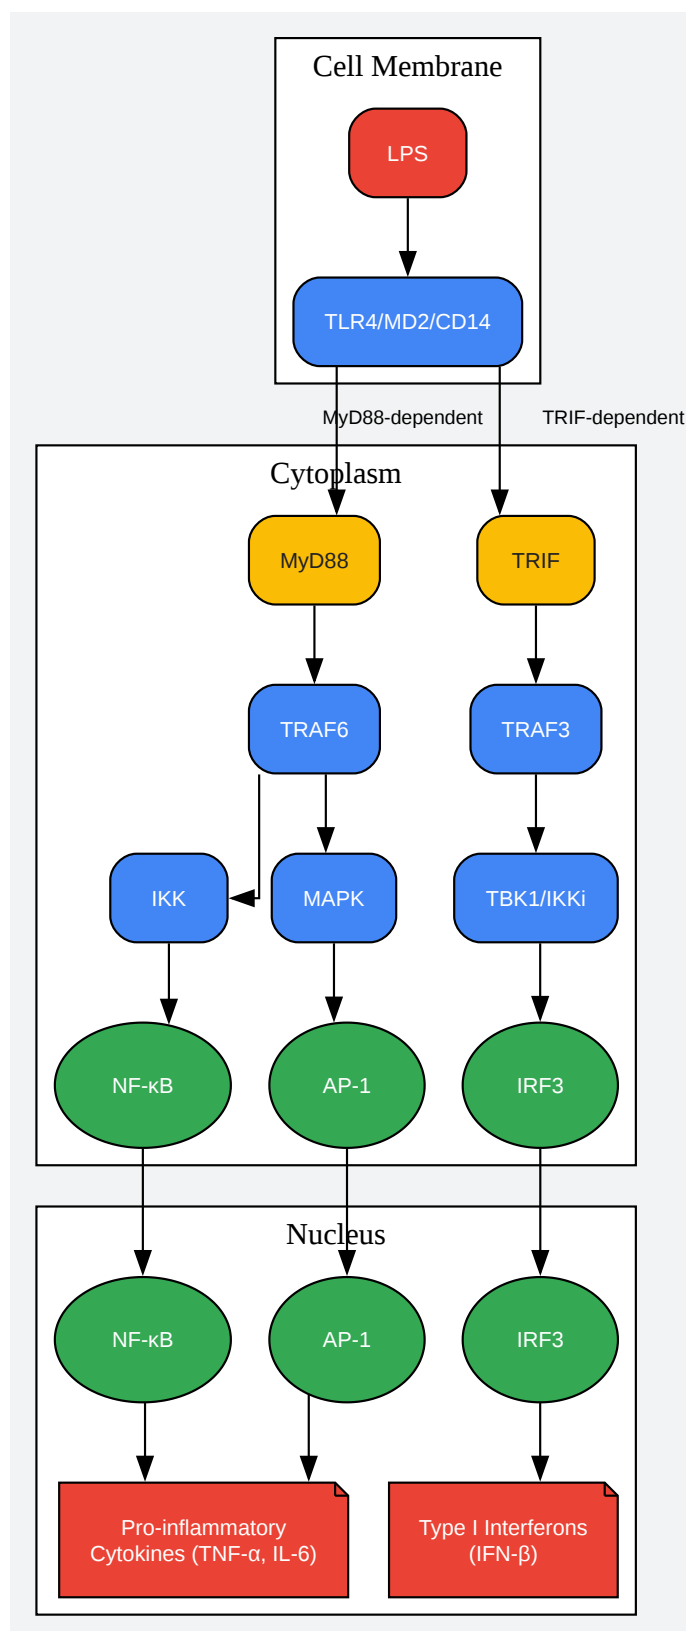 Cell Membrane
LPS
TLR4/MD2/CD14
MyD88-dependent
TRIF-dependent
Cytoplasm
MyD88
TRIF
TRAF6
TRAF3
IKK
MAPK
TBK1/IKKi
NF-κB
AP-1
IRF3
Nucleus
NF-κB
AP-1
IRF3
Pro-inflammatory
Cytokines (TNF-α, IL-6)
Type I Interferons
(IFN-β)